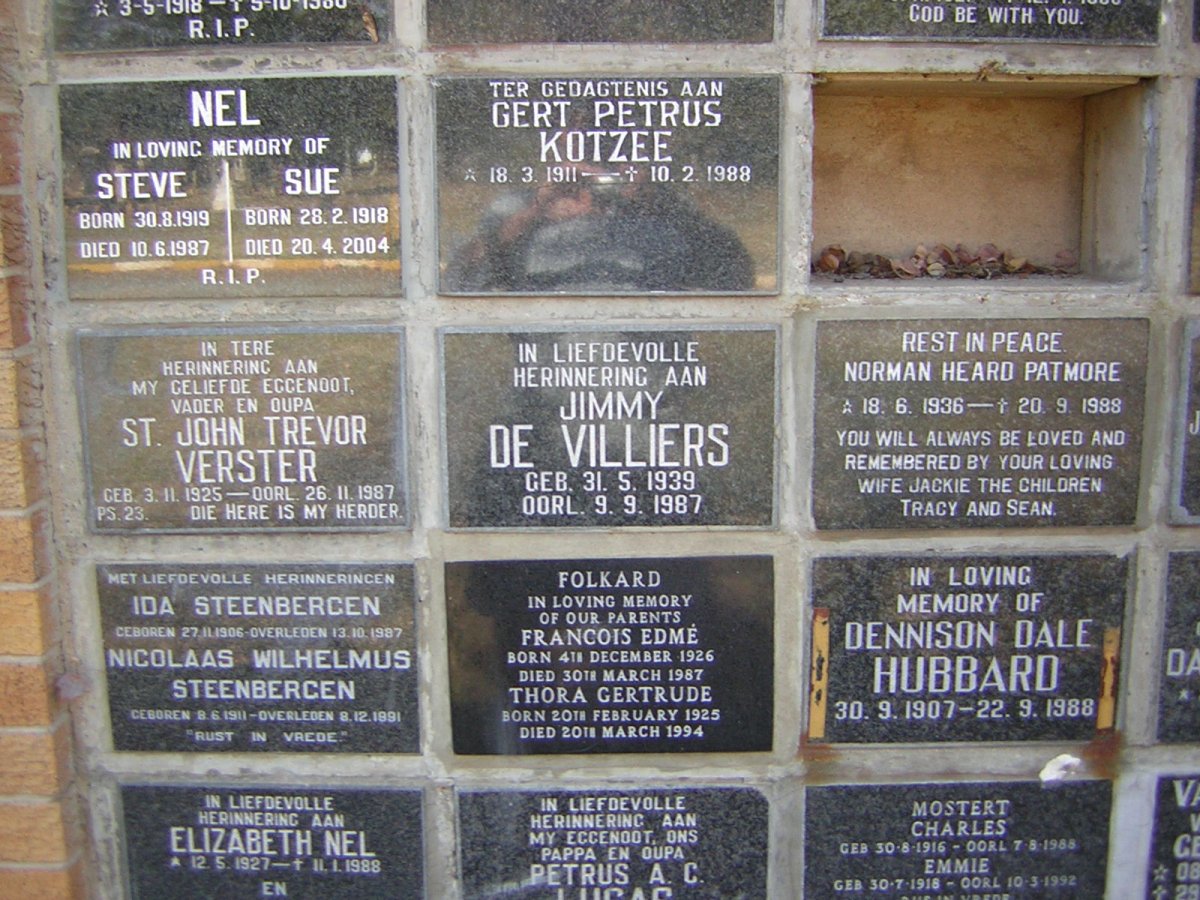 ☆ 3-5-1918 – † 5-10-1986
R. I. P.
GOD BE WITH YOU.
NEL
IN LOVING MEMORY OF
STEVE
BORN 30.8.1919
DIED 10.6.1987
SUE
BORN 28.2.1918
DIED 20.4.2004
R. I. P.
TER GEDAGTENIS AAN
GERT PETRUS
KOTZEE
☆ 18. 3. 1911 — † 10. 2. 1988
IN TERE
HERINNERING AAN
MY GELIEFDE EGGENOOT,
VADER EN OUPA
ST. JOHN TREVOR
VERSTER
GEB. 3. 11. 1925 — OORL. 26. 11. 1987
PS. 23. DIE HERE IS MY HERDER.
IN LIEFDEVOLLE
HERINNERING AAN
JIMMY
DE VILLIERS
GEB. 31. 5. 1939
OORL. 9. 9. 1987
REST IN PEACE
NORMAN HEARD PATMORE
☆ 18. 6. 1936 — † 20. 9. 1988
YOU WILL ALWAYS BE LOVED AND
REMEMBERED BY YOUR LOVING
WIFE JACKIE THE CHILDREN
TRACY AND SEAN.
MET LIEFDEVOLLE HERINNERINGEN
IDA STEENBERGEN
GEBOREN 27.11.1906-OVERLEDEN 13.10.1987
NICOLAAS WILHELMUS
STEENBERGEN
GEBOREN 8.6.1911-OVERLEDEN 8.12.1991
"RUST IN VREDE."
FOLKARD
IN LOVING MEMORY
OF OUR PARENTS
FRANCOIS EDMÉ
BORN 4TH DECEMBER 1926
DIED 30TH MARCH 1987
THORA GERTRUDE
BORN 20TH FEBRUARY 1925
DIED 20TH MARCH 1994
IN LOVING
MEMORY OF
DENNISON DALE
HUBBARD
30. 9. 1907 – 22. 9. 1988
IN LIEFDEVOLLE
HERINNERING AAN
ELIZABETH NEL
☆ 12. 5. 1927 – † 11. 1. 1988
EN
IN LIEFDEVOLLE
HERINNERING AAN
MY EGGENOOT, ONS
PAPPA EN OUPA
PETRUS A. C.
LUCAS
MOSTERT
CHARLES
GEB 30-8-1916 - OORL 7-8-1988
EMMIE
GEB 30-7-1918 - OORL 10-3-1992